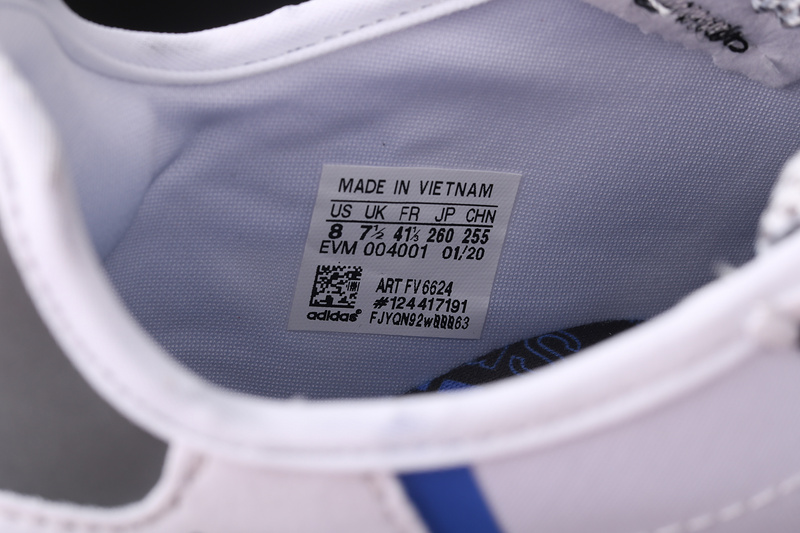 MADE IN VIETNAM
US UK FR JP CHN
8 7½ 41⅓ 260 255
EVM 004001 01/20
ART FV6624
#124417191
adidas®